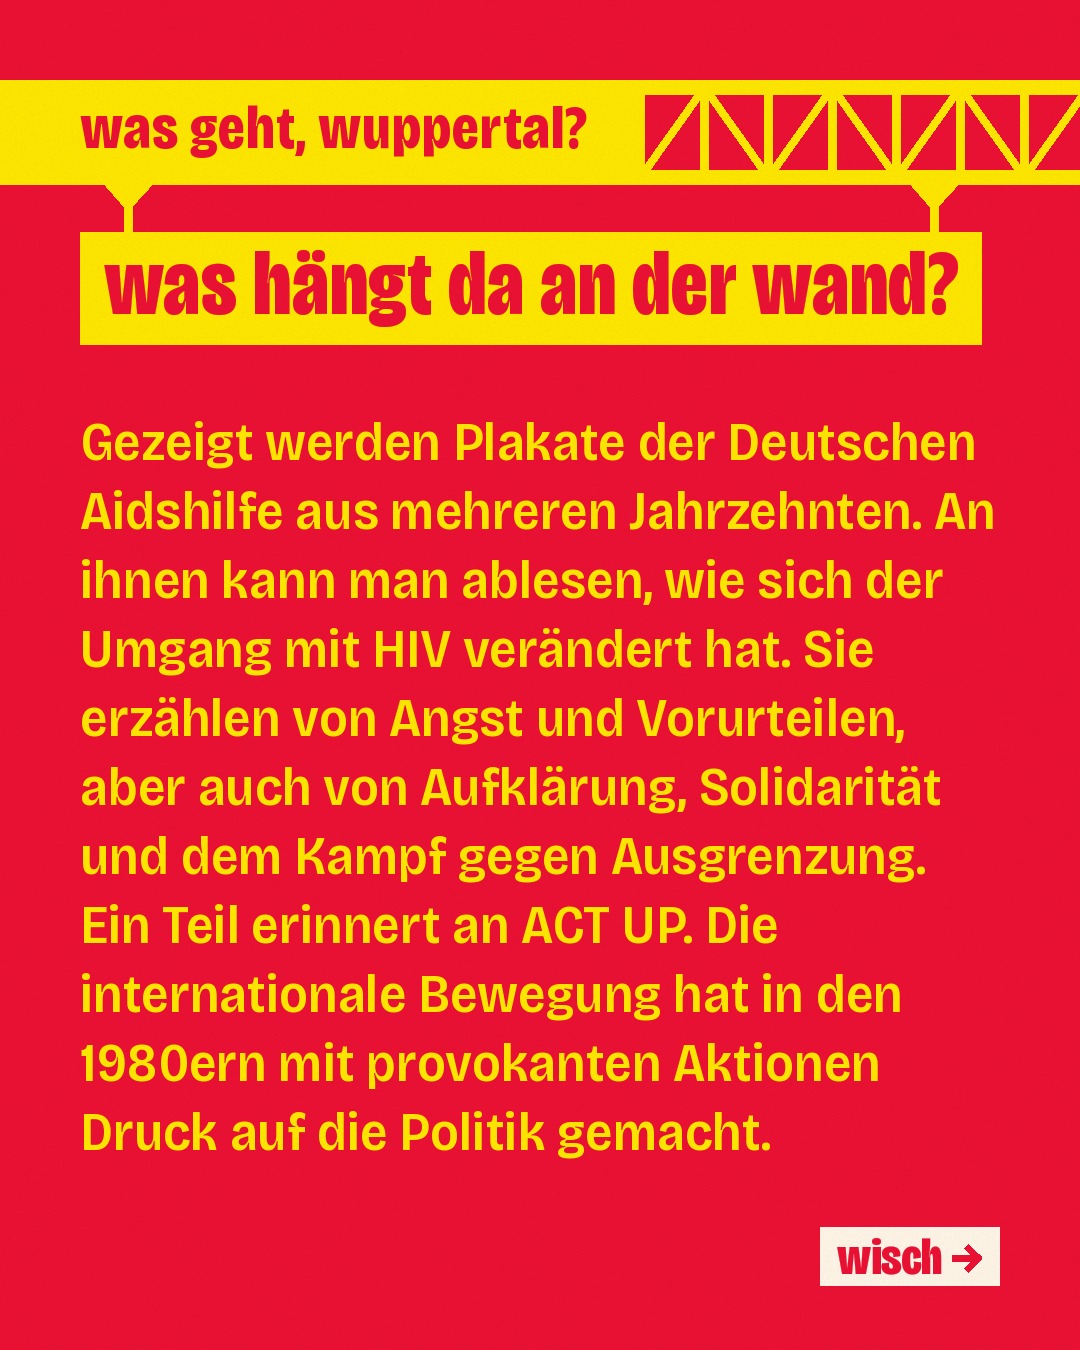 was geht, wuppertal?
was hängt da an der wand?
Gezeigt werden Plakate der Deutschen
Aidshilfe aus mehreren Jahrzehnten. An
ihnen kann man ablesen, wie sich der
Umgang mit HIV verändert hat. Sie
erzählen von Angst und Vorurteilen,
aber auch von Aufklärung, Solidarität
und dem Kampf gegen Ausgrenzung.
Ein Teil erinnert an ACT UP. Die
internationale Bewegung hat in den
1980ern mit provokanten Aktionen
Druck auf die Politik gemacht.
wisch →